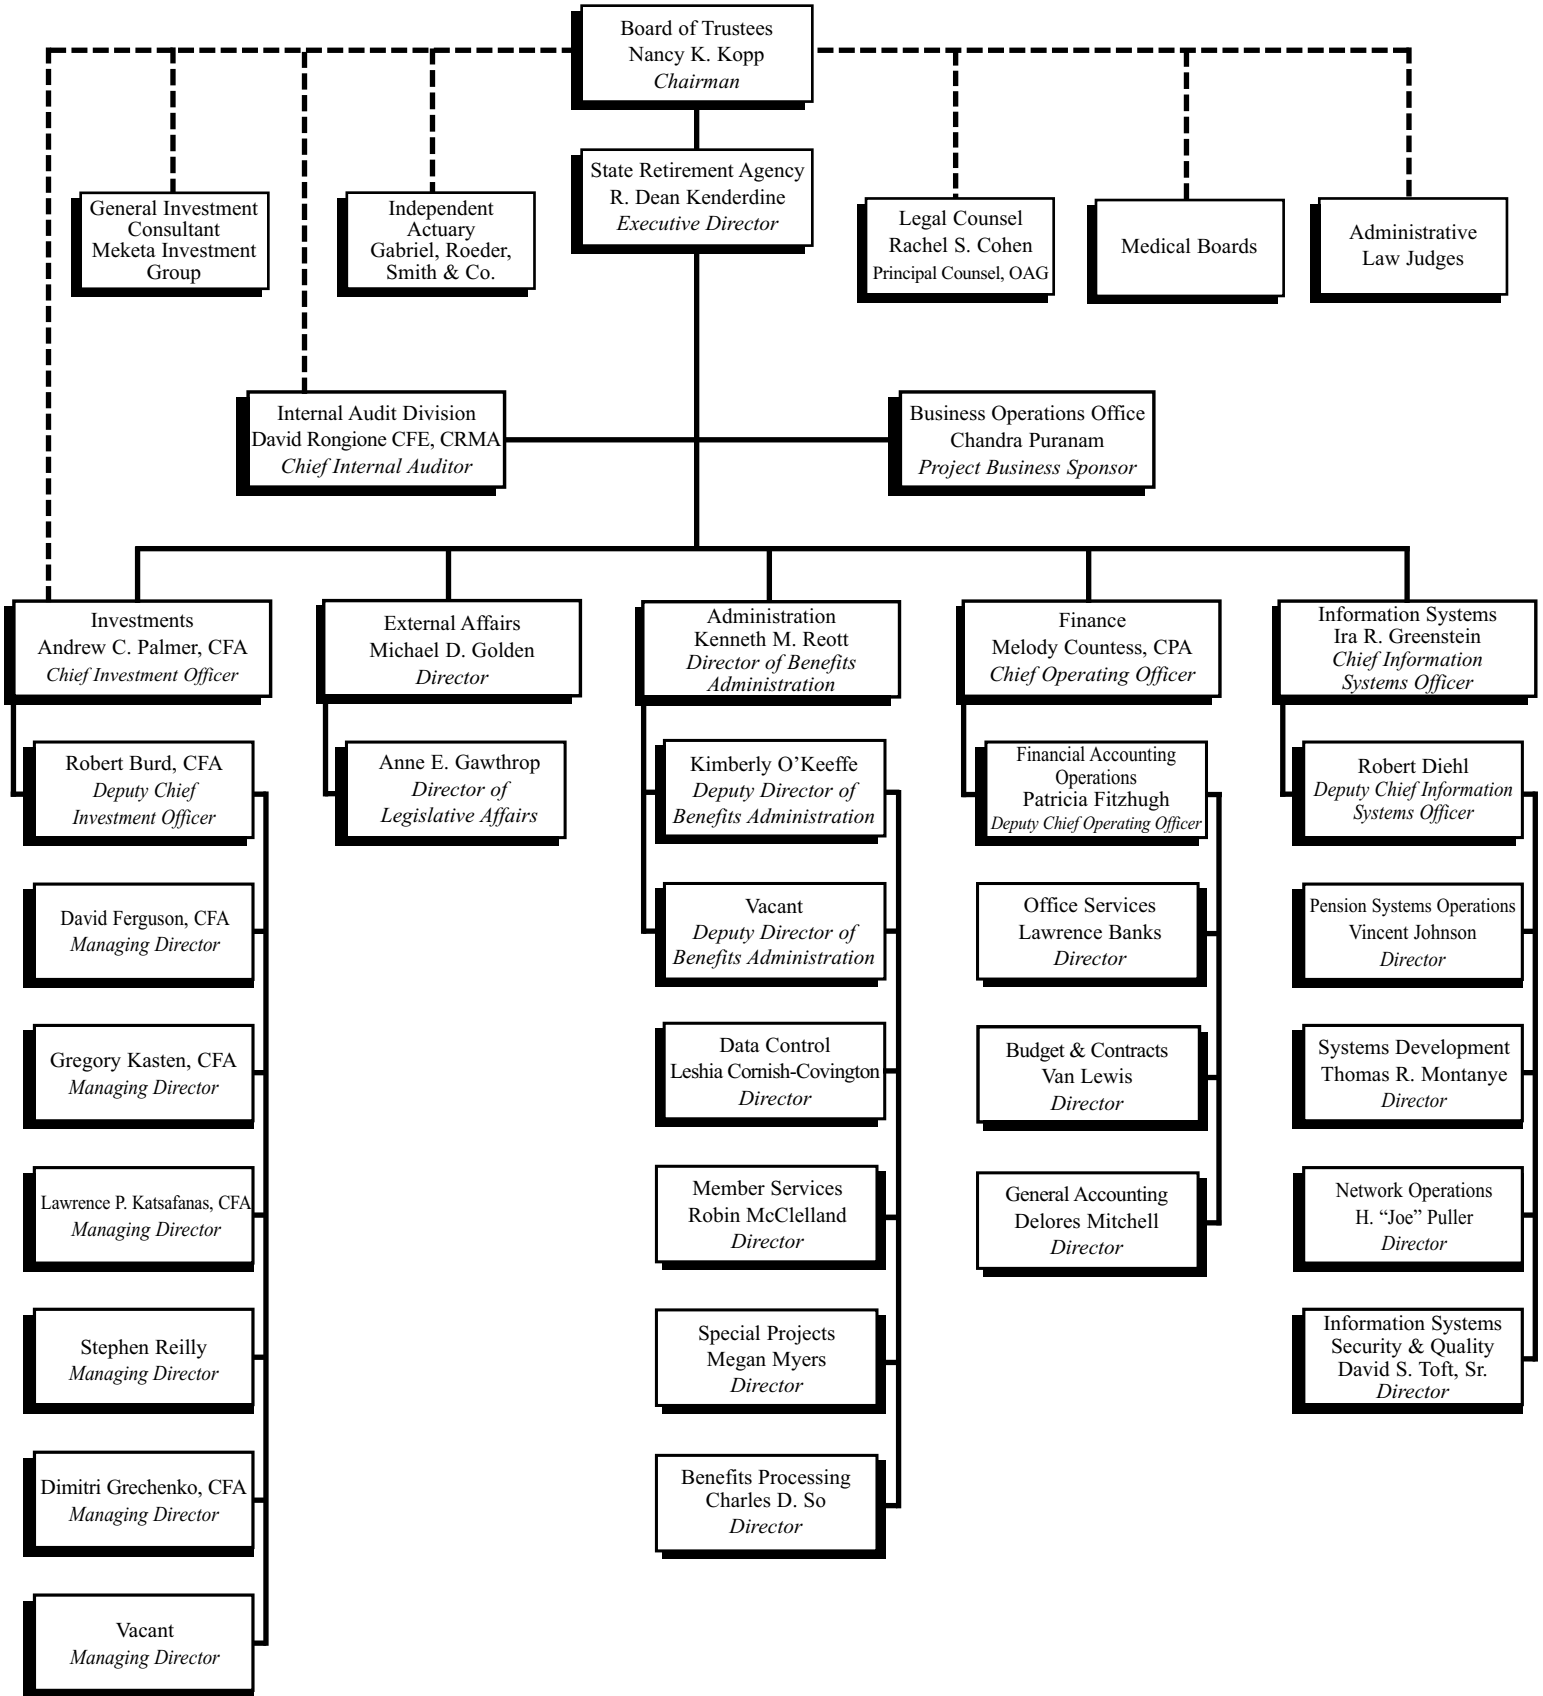 Board of Trustees
Nancy K. Kopp
Chairman
State Retirement Agency
R. Dean Kenderdine
Executive Director
General Investment
Consultant
Meketa Investment
Group
Independent
Actuary
Gabriel, Roeder,
Smith & Co.
Legal Counsel
Rachel S. Cohen
Principal Counsel, OAG
Medical Boards
Administrative
Law Judges
Internal Audit Division
David Rongione CFE, CRMA
Chief Internal Auditor
Business Operations Office
Chandra Puranam
Project Business Sponsor
Investments
Andrew C. Palmer, CFA
Chief Investment Officer
External Affairs
Michael D. Golden
Director
Administration
Kenneth M. Reott
Director of Benefits
Administration
Finance
Melody Countess, CPA
Chief Operating Officer
Information Systems
Ira R. Greenstein
Chief Information
Systems Officer
Robert Burd, CFA
Deputy Chief
Investment Officer
David Ferguson, CFA
Managing Director
Gregory Kasten, CFA
Managing Director
Lawrence P. Katsafanas, CFA
Managing Director
Stephen Reilly
Managing Director
Dimitri Grechenko, CFA
Managing Director
Vacant
Managing Director
Anne E. Gawthrop
Director of
Legislative Affairs
Kimberly O’Keeffe
Deputy Director of
Benefits Administration
Vacant
Deputy Director of
Benefits Administration
Data Control
Leshia Cornish-Covington
Director
Member Services
Robin McClelland
Director
Special Projects
Megan Myers
Director
Benefits Processing
Charles D. So
Director
Financial Accounting
Operations
Patricia Fitzhugh
Deputy Chief Operating Officer
Office Services
Lawrence Banks
Director
Budget & Contracts
Van Lewis
Director
General Accounting
Delores Mitchell
Director
Robert Diehl
Deputy Chief Information
Systems Officer
Pension Systems Operations
Vincent Johnson
Director
Systems Development
Thomas R. Montanye
Director
Network Operations
H. “Joe” Puller
Director
Information Systems
Security & Quality
David S. Toft, Sr.
Director